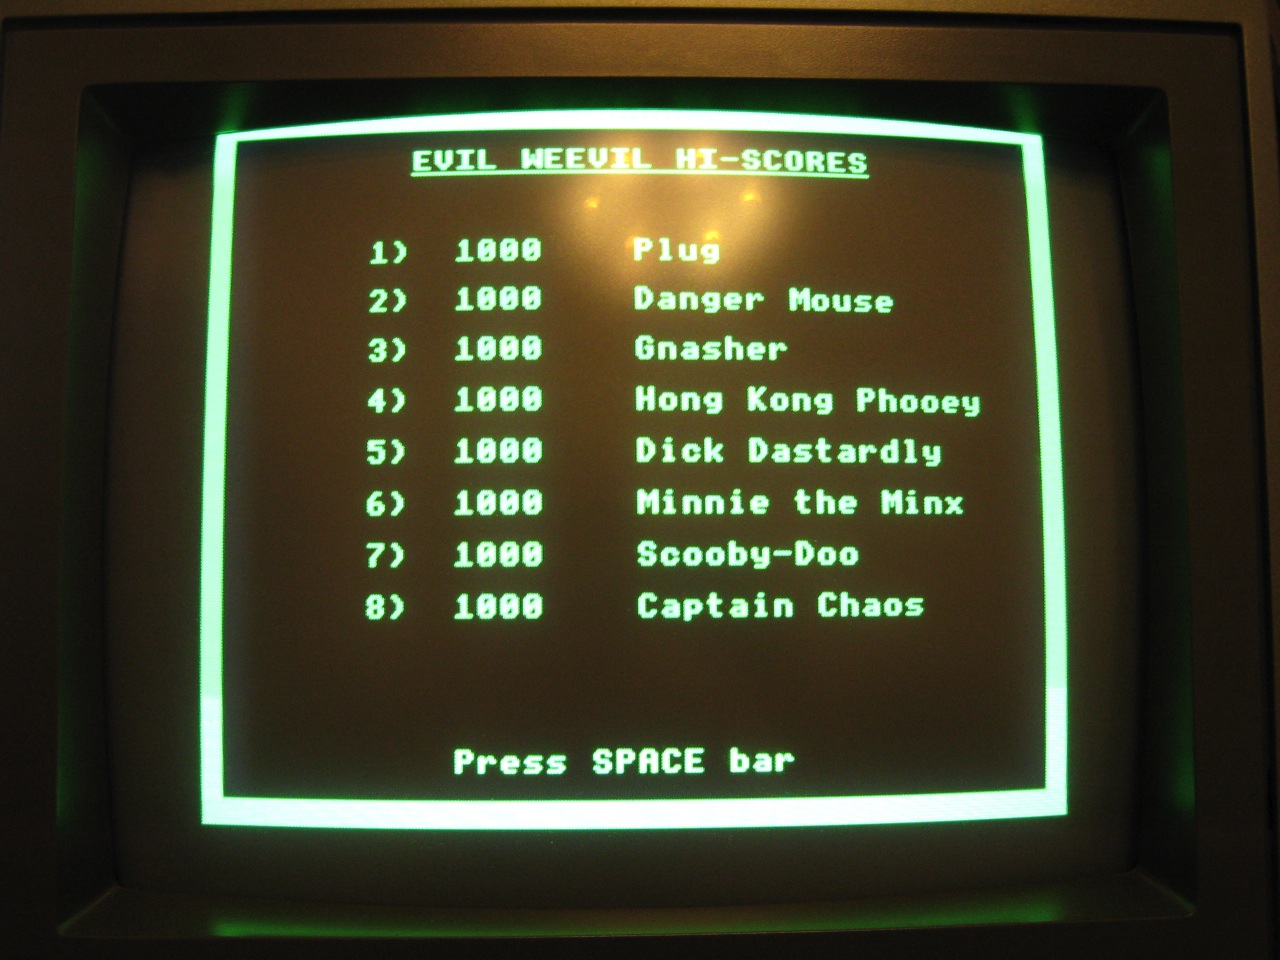 EVIL WEEVIL HI-SCORES
1) 1000 Plug
2) 1000 Danger Mouse
3) 1000 Gnasher
4) 1000 Hong Kong Phooey
5) 1000 Dick Dastardly
6) 1000 Minnie the Minx
7) 1000 Scooby-Doo
8) 1000 Captain Chaos
Press SPACE bar